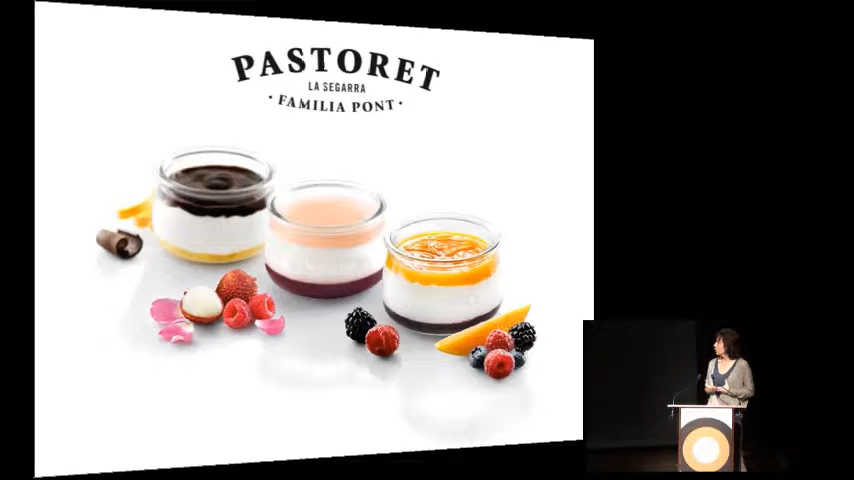 PASTORET
LA SEGARRA
· FAMILIA PONT ·